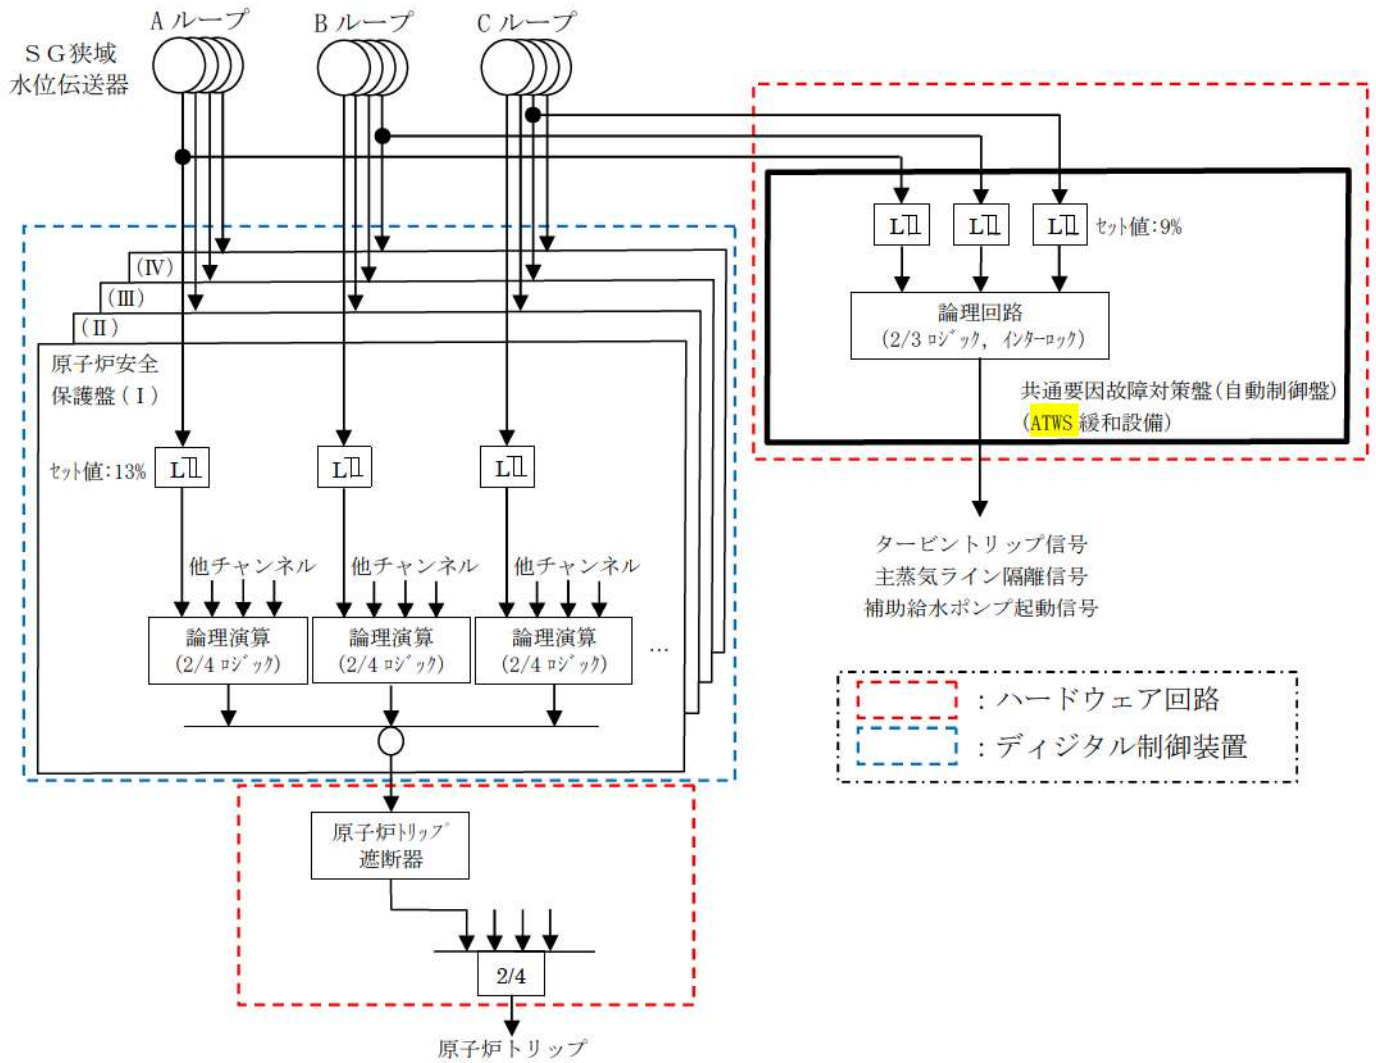 A ループ
B ループ
C ループ
SG狭域
水位伝送器
(Ⅳ)
(Ⅲ)
(Ⅱ)
原子炉安全
保護盤(Ⅰ)
セット値:13%
L
L
L
他チャンネル
他チャンネル
他チャンネル
論理演算
(2/4 ロジック)
論理演算
(2/4 ロジック)
論理演算
(2/4 ロジック)
…
原子炉トリップ
遮断器
2/4
原子炉トリップ
L
L
L
セット値:9%
論理回路
(2/3 ロジック, インターロック)
共通要因故障対策盤(自動制御盤)
(ATWS 緩和設備)
タービントリップ信号
主蒸気ライン隔離信号
補助給水ポンプ起動信号
:ハードウェア回路
:ディジタル制御装置